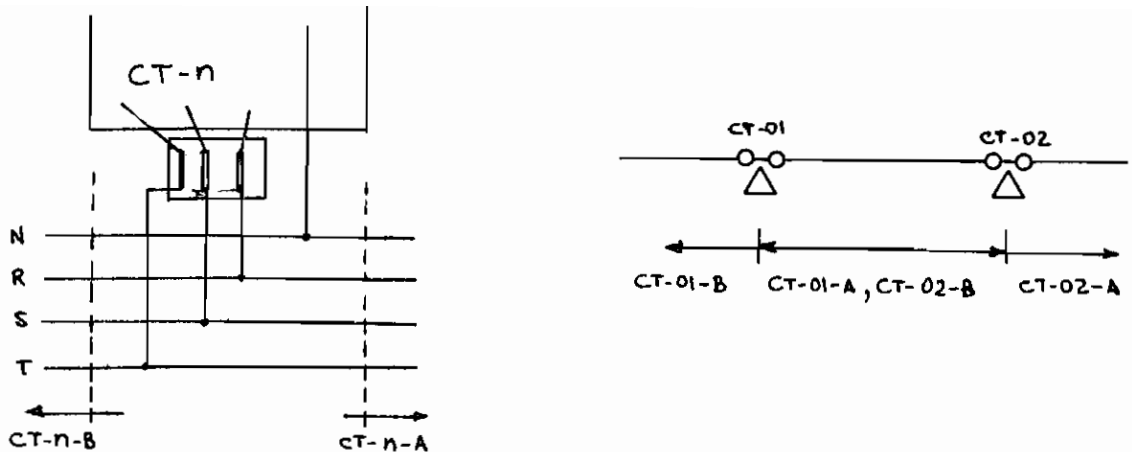 CT-n
N
R
S
T
CT-n-B
CT-n-A
CT-01
CT-02
CT-01-B
CT-01-A, CT-02-B
CT-02-A